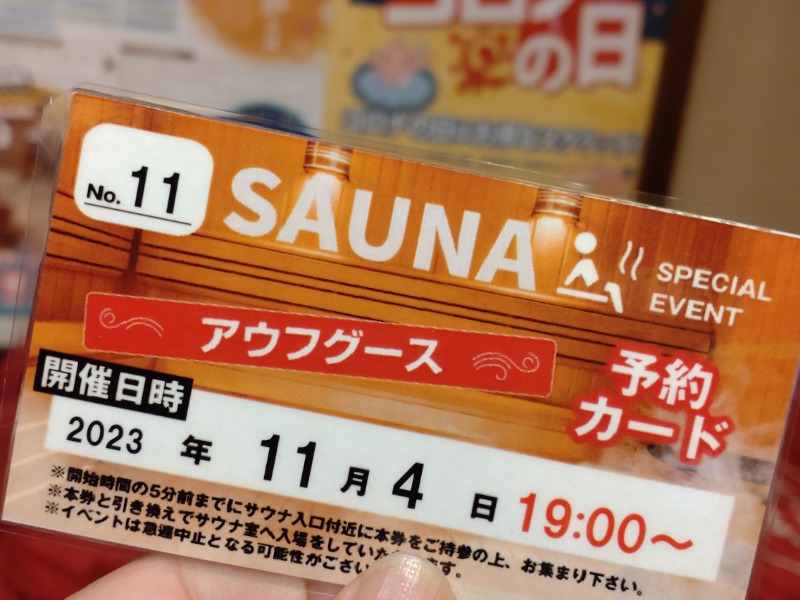 の日
No. 11
SAUNA
SPECIAL
EVENT
アウフグース
予約
カード
開催日時
2023 年 11 月 4 日 19:00〜
※開始時間の5分前までにサウナ入口付近に本券をご持参の上、お集まり下さい。
※本券と引き換えでサウナ室へ入場をしていた
※イベントは急遽中止となる可能性がござい